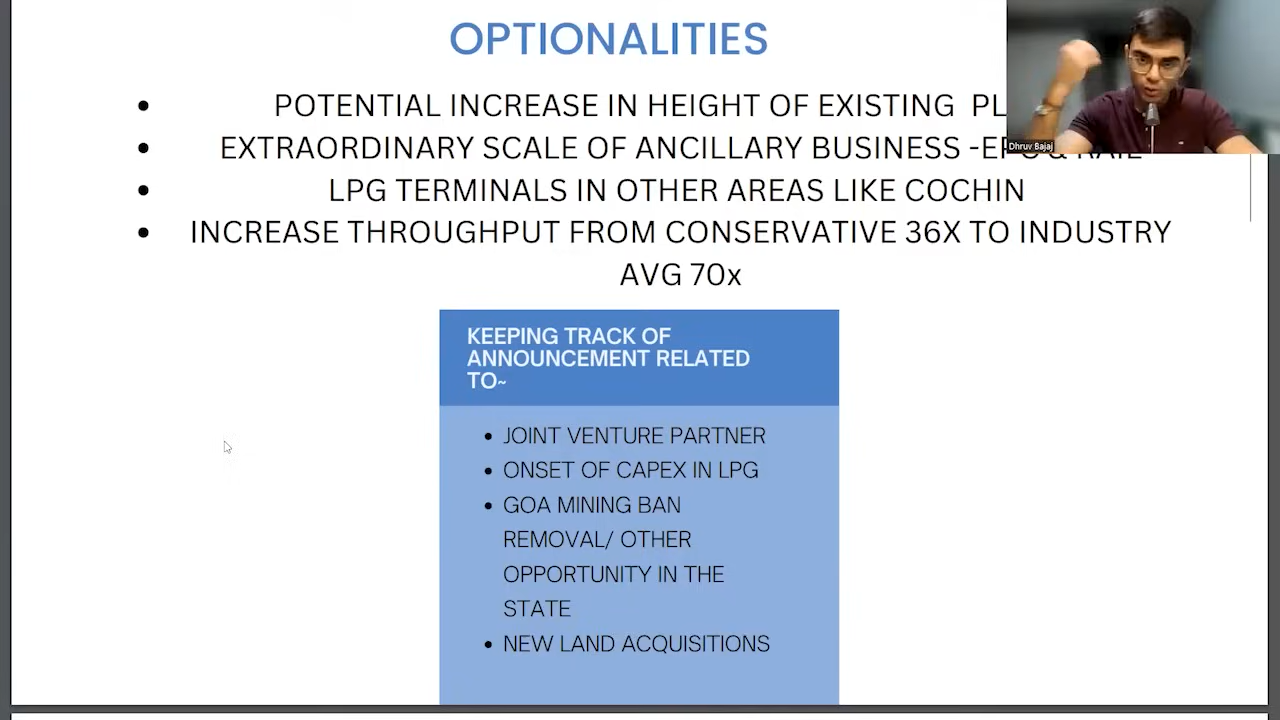 OPTIONALITIES
• POTENTIAL INCREASE IN HEIGHT OF EXISTING
• EXTRAORDINARY SCALE OF ANCILLARY BUSINESS -EPC & RAIL
• LPG TERMINALS IN OTHER AREAS LIKE COCHIN
• INCREASE THROUGHPUT FROM CONSERVATIVE 36X TO INDUSTRY
AVG 70x
Dhruv Bajaj
KEEPING TRACK OF
ANNOUNCEMENT RELATED
TO~
• JOINT VENTURE PARTNER
• ONSET OF CAPEX IN LPG
• GOA MINING BAN
REMOVAL/ OTHER
OPPORTUNITY IN THE
STATE
• NEW LAND ACQUISITIONS